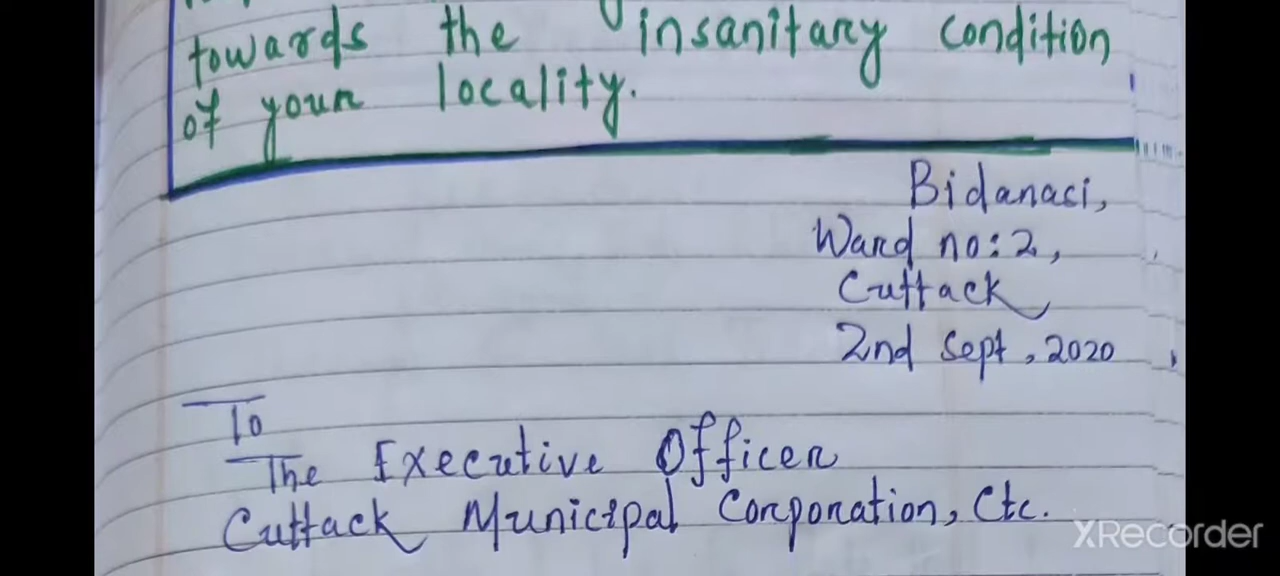 towards the insanitary condition
of your locality.
Bidanasi,
Ward no: 2,
Cuttack
2nd Sept, 2020
To
The Executive Officer
Cuttack Municipal Corporation, Ctc.
XRecorder